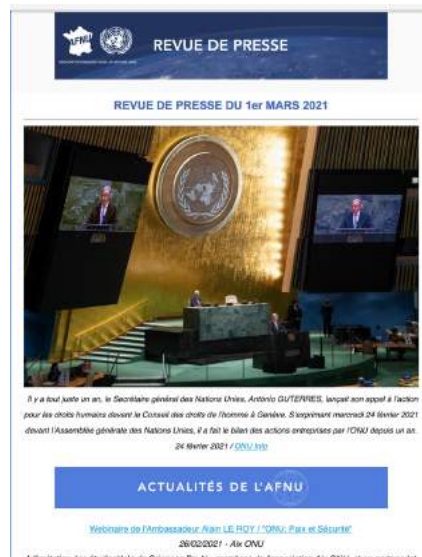 AFNU
REVUE DE PRESSE
REVUE DE PRESSE DU 1er MARS 2021
Il y a tout juste un an, le Secrétaire général des Nations Unies, António GUTERRES, lançait son appel à l'action
pour les droits humains devant le Conseil des droits de l'homme à Genève. S'exprimant mercredi 24 février 2021
devant l'Assemblée générale des Nations Unies, il a fait le bilan des actions entreprises par l'ONU depuis un an.
24 février 2021 / ONU Info
ACTUALITÉS DE L'AFNU
Webinaire de l'Ambassadeur Alain LE ROY / "ONU: Paix et Sécurité"
26/02/2021 - Aix ONU